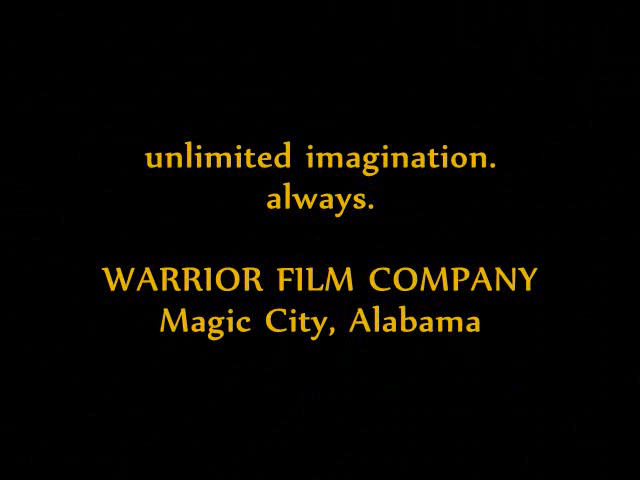 unlimited imagination.
always.
WARRIOR FILM COMPANY
Magic City, Alabama